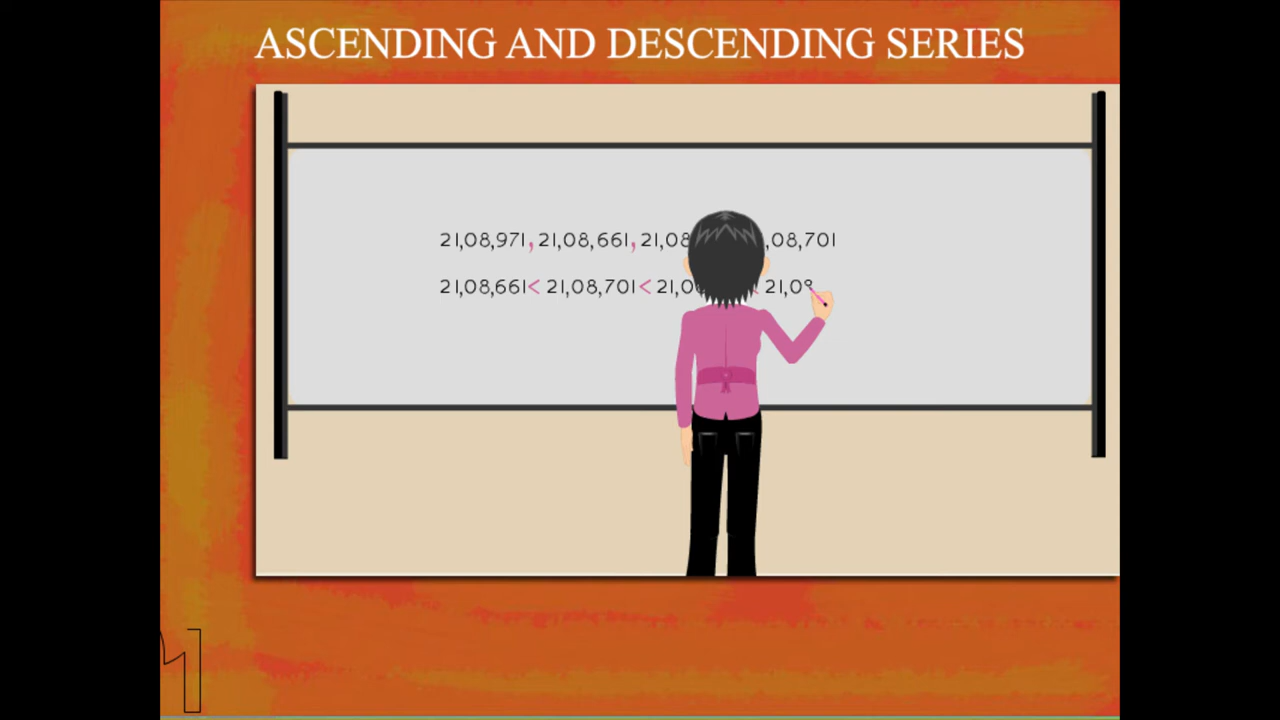 ASCENDING AND DESCENDING SERIES
21,08,971, 21,08,661, 21,08 ,08,701
21,08,661< 21,08,701< 21,0 21,08